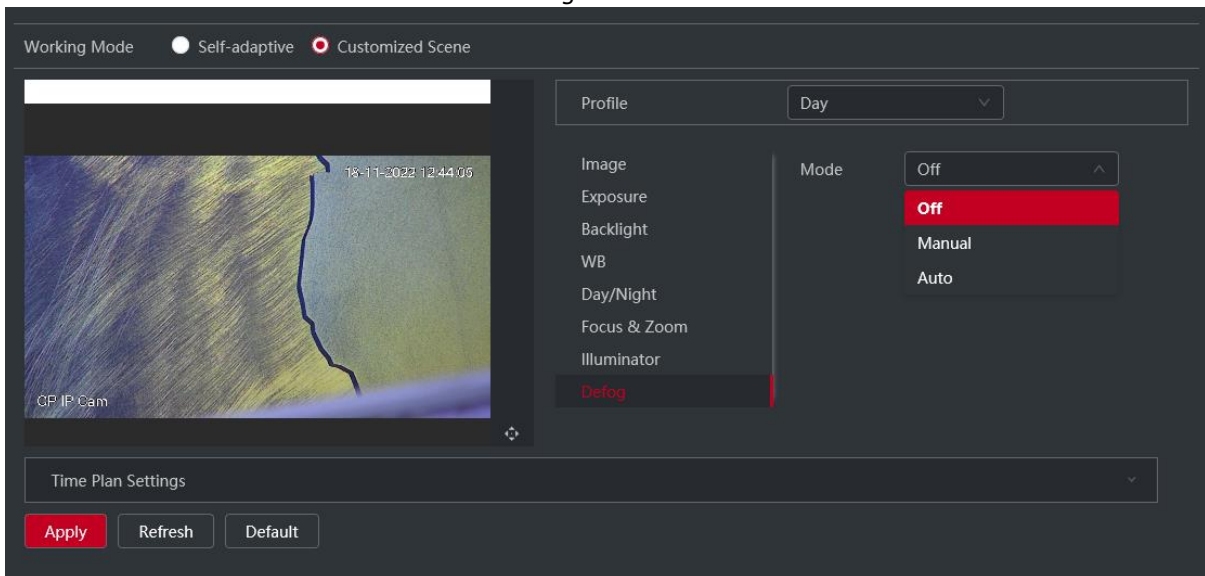 Working Mode Self-adaptive Customized Scene
Profile Day
18-11-2022 12:44:06
CP IP Cam
Image
Exposure
Backlight
WB
Day/Night
Focus & Zoom
Illuminator
Defog
Mode Off
Off
Manual
Auto
Time Plan Settings
Apply Refresh Default